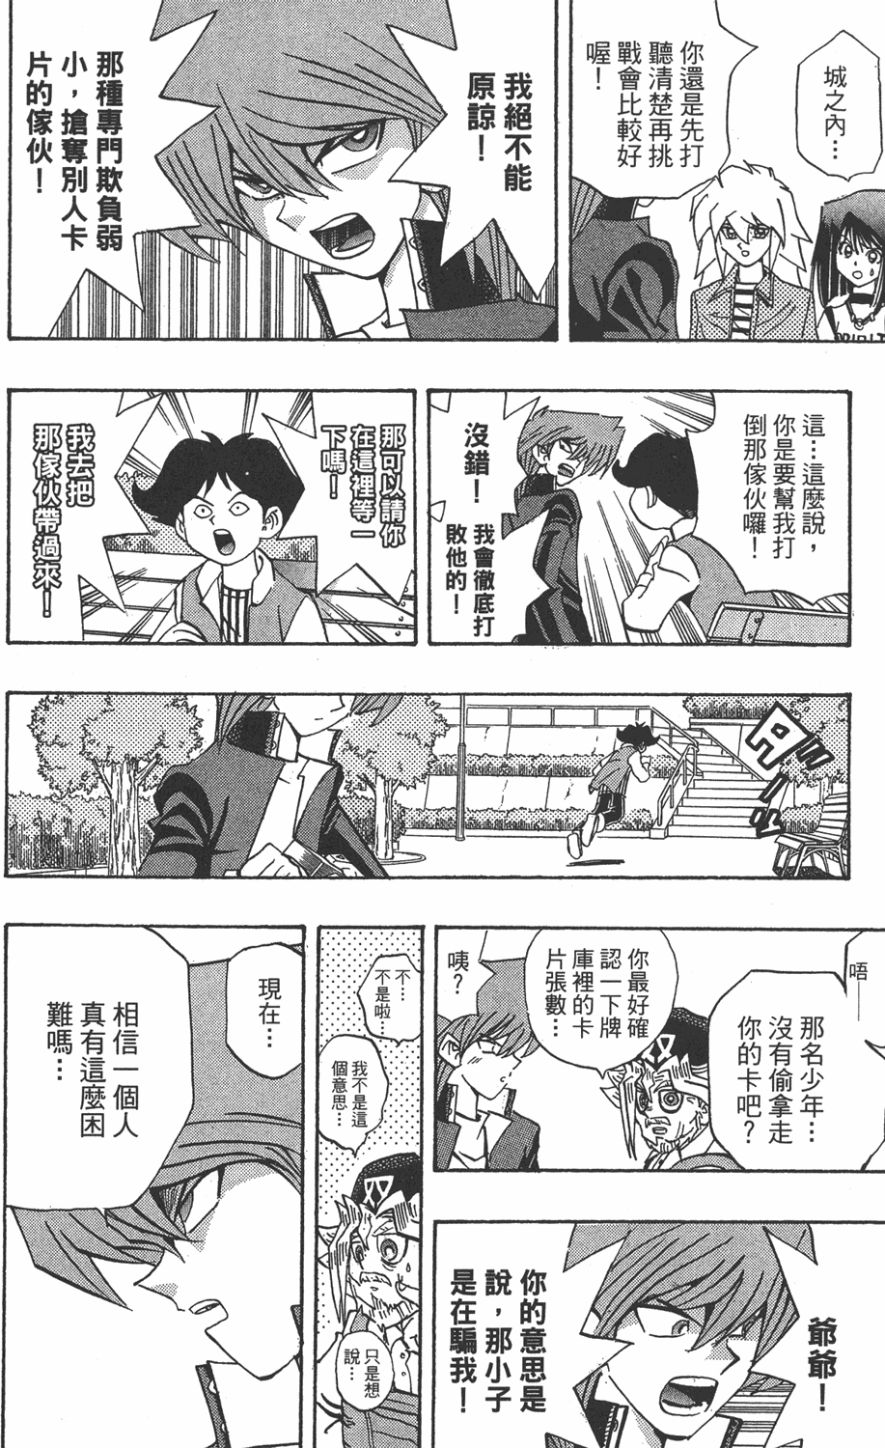 城之內…
你還是先打
聽清楚再挑
戰會比較好
喔！
我絕不能
原諒！
那種專門欺負弱
小，搶奪別人卡
片的傢伙！
這…這麼說，
你是要幫我打
倒那傢伙囉！
沒錯！
我會徹底打
敗他的！
那可以請你
在這裡等一
下嗎！
我去把
那傢伙帶過來！
唔
那名少年…
沒有偷拿走
你的卡吧？
你最好確
認一下牌
庫裡的卡
片張數…
咦？
爺爺！
你的意思是
說，那小子
是在騙我！
不…
不是啦…
我不是這
個意思…
只是想
說…
現在…
相信一個人
真有這麼困
難嗎…